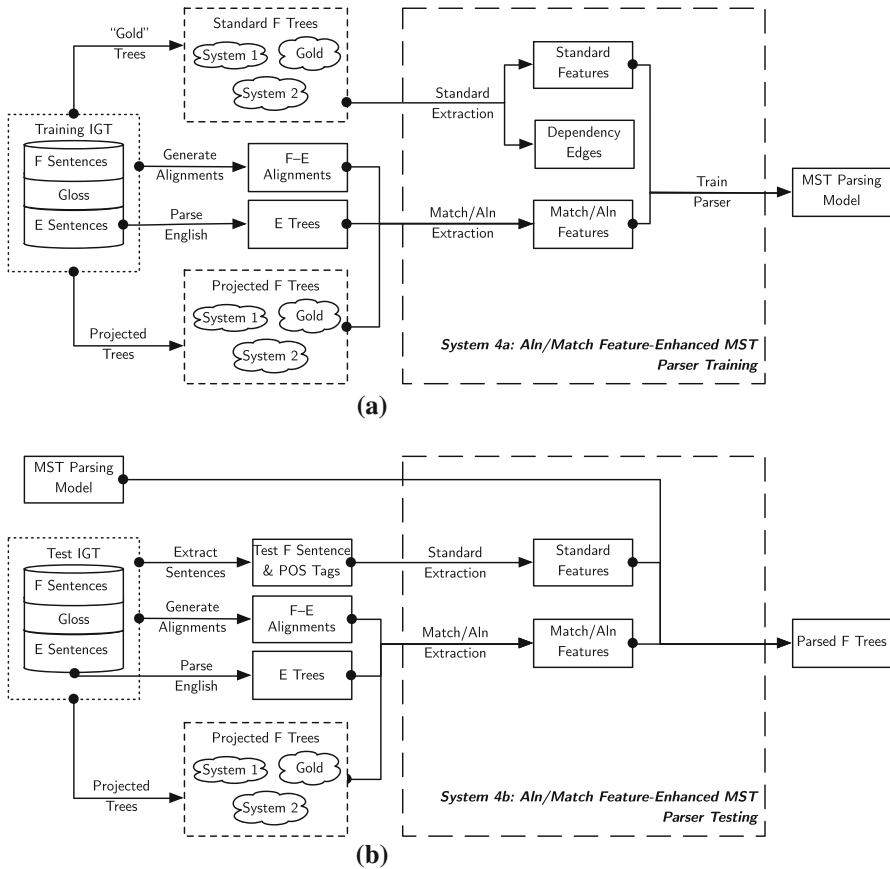 Standard F Trees
"Gold"
Trees
System 1
Gold
System 2
Training IGT
F Sentences
Gloss
E Sentences
Generate
Alignments
F–E
Alignments
Parse
English
E Trees
Projected F Trees
System 1
Gold
System 2
Projected
Trees
Standard
Extraction
Standard
Features
Dependency
Edges
Match/Aln
Extraction
Match/Aln
Features
Train
Parser
MST Parsing
Model
System 4a: Aln/Match Feature-Enhanced MST
Parser Training
(a)
MST Parsing
Model
Test IGT
F Sentences
Gloss
E Sentences
Extract
Sentences
Test F Sentence
& POS Tags
Generate
Alignments
F–E
Alignments
Parse
English
E Trees
Projected F Trees
System 1
Gold
System 2
Projected
Trees
Standard
Extraction
Standard
Features
Match/Aln
Extraction
Match/Aln
Features
Parsed F Trees
System 4b: Aln/Match Feature-Enhanced MST
Parser Testing
(b)